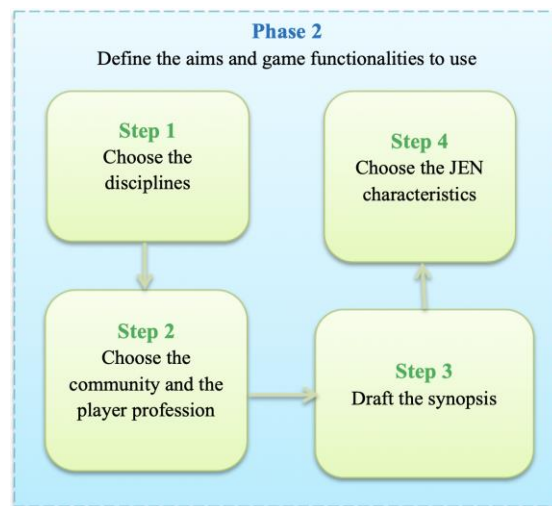 Phase 2
Define the aims and game functionalities to use
Step 1
Choose the
disciplines
Step 2
Choose the
community and the
player profession
Step 3
Draft the synopsis
Step 4
Choose the JEN
characteristics